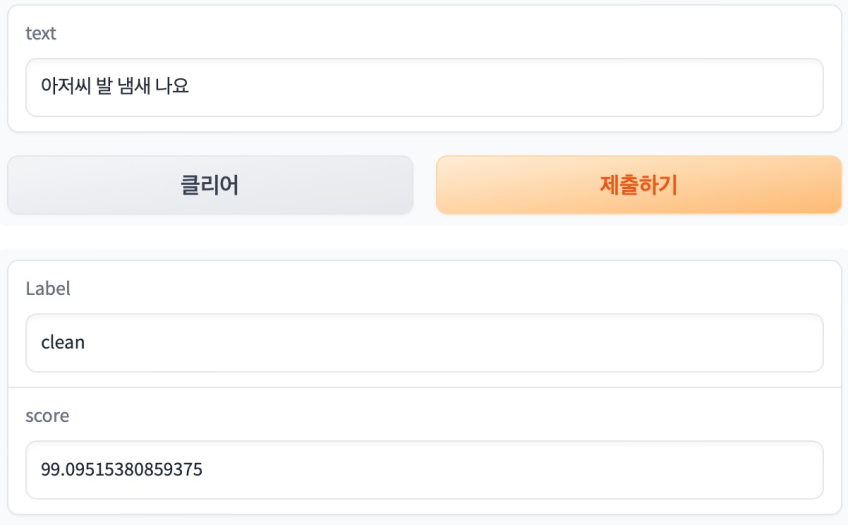 text
아저씨 발 냄새 나요
클리어
제출하기
Label
clean
score
99.09515380859375